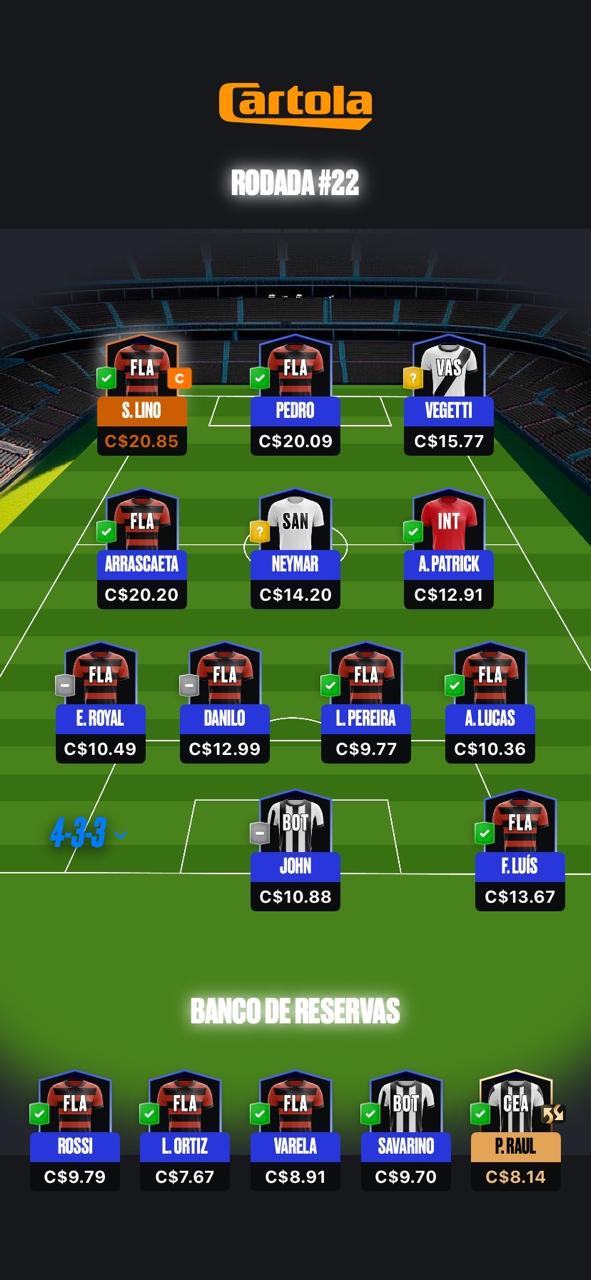 Cartola
RODADA #22
FLA FLA VAS
C ?
S. LINO PEDRO VEGETTI
C$20.85 C$20.09 C$15.77
FLA SAN INT
?
ARRASCAETA NEYMAR A. PATRICK
C$20.20 C$14.20 C$12.91
FLA FLA FLA FLA
E. ROYAL DANILO L. PEREIRA A. LUCAS
C$10.49 C$12.99 C$9.77 C$10.36
BOT FLA
4-3-3
JOHN F. LUÍS
C$10.88 C$13.67
BANCO DE RESERVAS
FLA FLA FLA BOT CEA
ROSSI L. ORTIZ VARELA SAVARINO P. RAUL
C$9.79 C$7.67 C$8.91 C$9.70 C$8.14